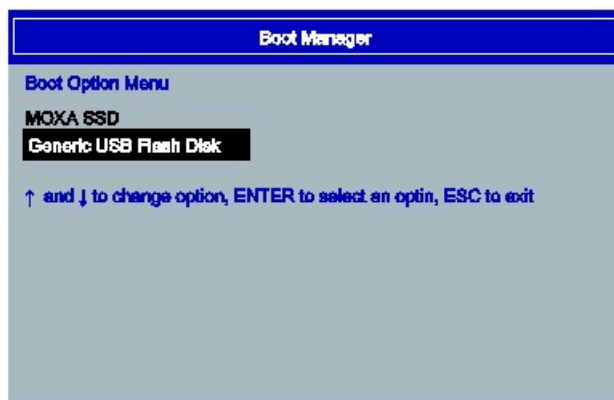 Boot Manager
Boot Option Menu
MOXA SSD
Generic USB Flash Disk
↑ and ↓ to change option, ENTER to select an optin, ESC to exit